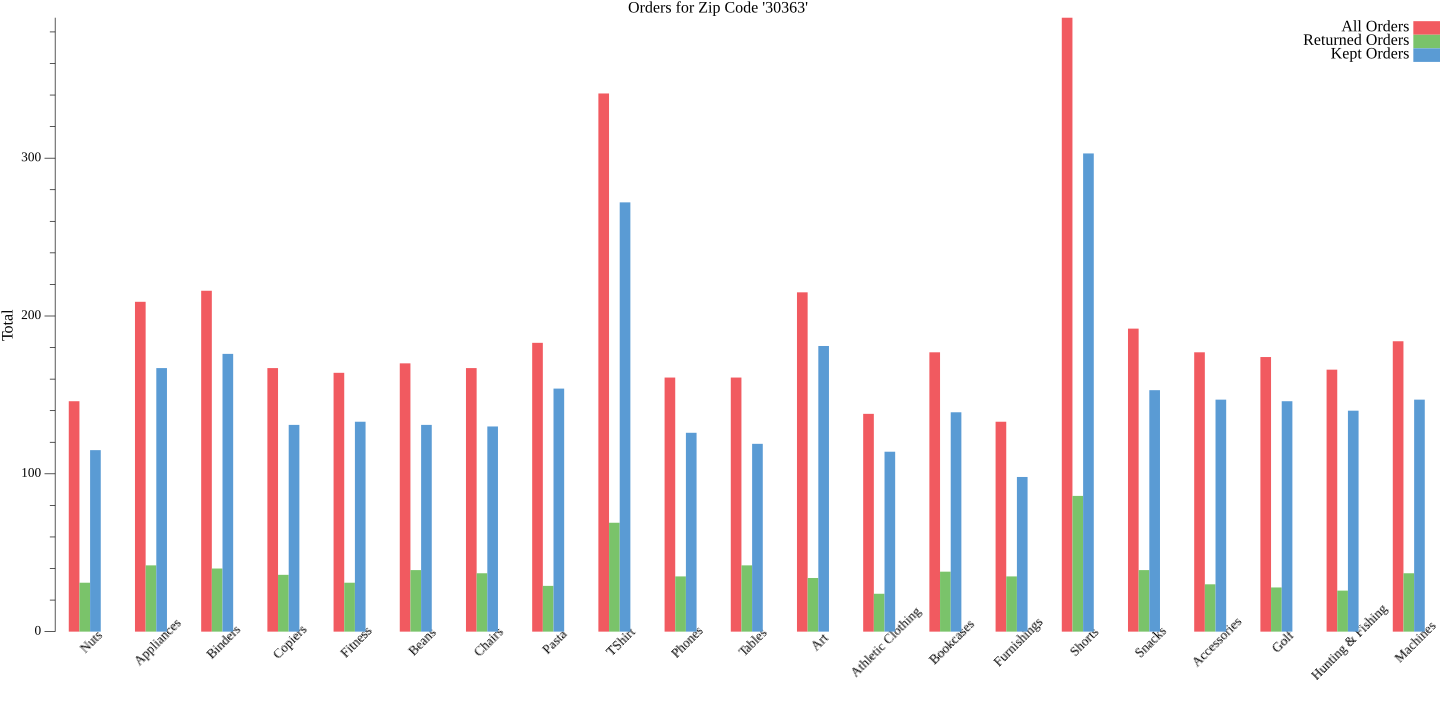 Orders for Zip Code '30363'
All Orders
Returned Orders
Kept Orders
Total
300
200
100
0
Nuts
Appliances
Binders
Copiers
Fitness
Beans
Chairs
Pasta
TShirt
Phones
Tables
Art
Athletic Clothing
Bookcases
Furnishings
Shorts
Snacks
Accessories
Golf
Hunting & Fishing
Machines